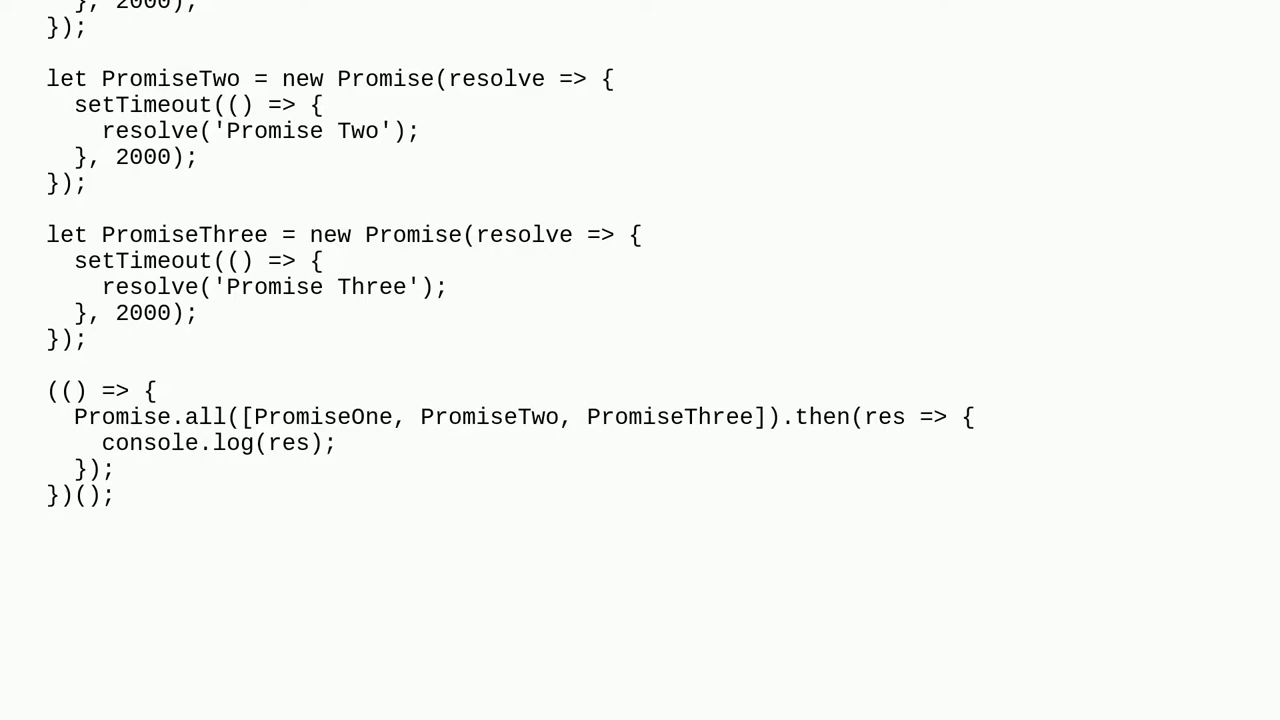 }, 2000);
});

let PromiseTwo = new Promise(resolve => {
  setTimeout(() => {
    resolve('Promise Two');
  }, 2000);
});

let PromiseThree = new Promise(resolve => {
  setTimeout(() => {
    resolve('Promise Three');
  }, 2000);
});

(() => {
  Promise.all([PromiseOne, PromiseTwo, PromiseThree]).then(res => {
    console.log(res);
  });
})();